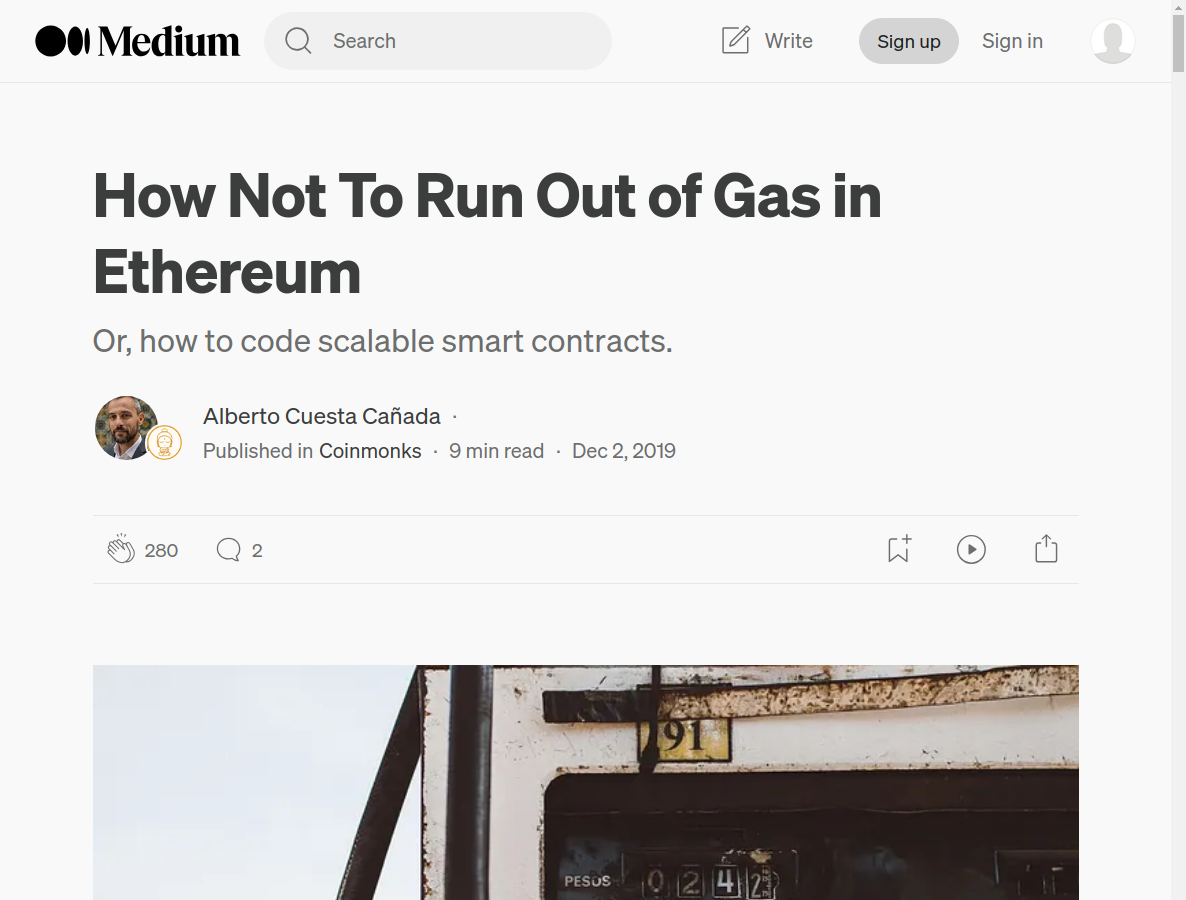 Medium
Search
Write
Sign up
Sign in
How Not To Run Out of Gas in
Ethereum
Or, how to code scalable smart contracts.
Alberto Cuesta Cañada ·
Published in Coinmonks · 9 min read · Dec 2, 2019
280
2
91
PESOS 0 2 4 2